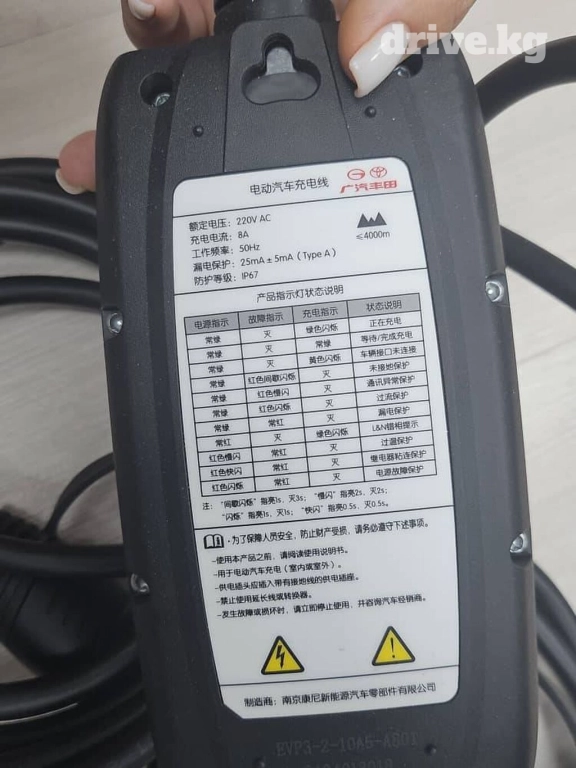 drive.kg
电动汽车充电线
广汽丰田
额定电压：220V AC
充电电流：8A
工作频率：50Hz
漏电保护：25mA ± 5mA（Type A）
防护等级：IP67
≤4000m
产品指示灯状态说明
电源指示 故障指示 充电指示 状态说明
常绿 灭 绿色闪烁 正在充电
常绿 灭 常绿 等待/完成充电
常绿 灭 黄色闪烁 车辆接口未连接
常绿 红色间歇闪烁 灭 未接地保护
常绿 红色慢闪 灭 通讯异常保护
常绿 红色闪烁 灭 过流保护
常绿 常红 灭 漏电保护
常红 灭 绿色闪烁 L&N错相提示
红色慢闪 常红 灭 过温保护
红色快闪 常红 灭 继电器粘连保护
红色闪烁 常红 灭 电源故障保护
注：“间歇闪烁”指亮1s，灭3s；“慢闪”指亮2s，灭2s；
“闪烁”指亮1s，灭1s；“快闪”指亮0.5s，灭0.5s。
·为了保障人员安全，防止财产受损，请务必遵守下述事项。
-使用本产品之前，请阅读使用说明书。
-用于电动汽车充电（室内或室外）。
-供电插头应插入带有接地线的供电插座。
-禁止使用延长线或转换器。
-发生故障或损坏时，请立即停止使用，并咨询汽车经销商。
制造商：南京康尼新能源汽车零部件有限公司
EVP3-2-10A6-AB01